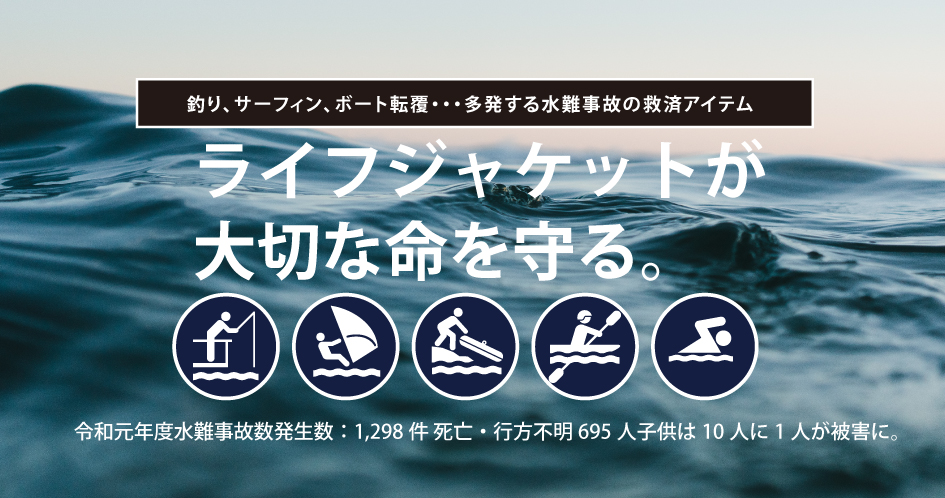 釣り、サーフィン、ボート転覆・・・多発する水難事故の救済アイテム
ライフジャケットが
大切な命を守る。
令和元年度水難事故数発生数：1,298 件 死亡・行方不明 695 人子供は 10 人に 1 人が被害に。